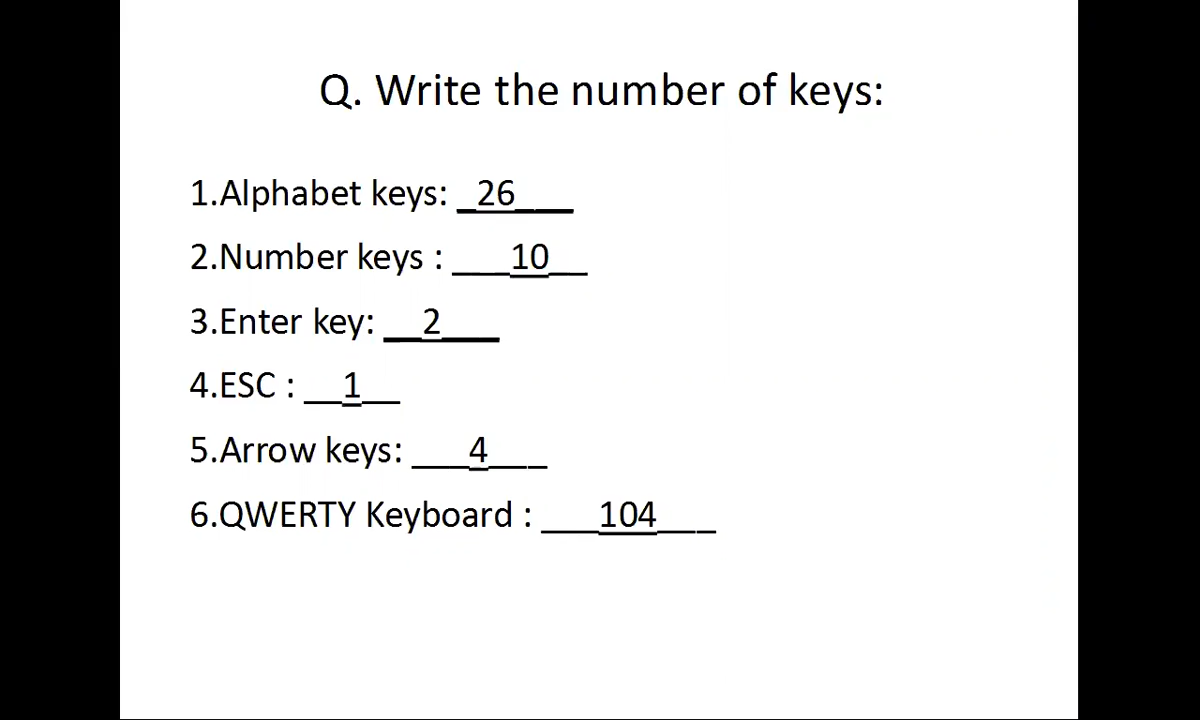 Q. Write the number of keys:
1.Alphabet keys: _26___
2.Number keys : ___10__
3.Enter key: __2___
4.ESC : __1__
5.Arrow keys: ___4___
6.QWERTY Keyboard : ___104___